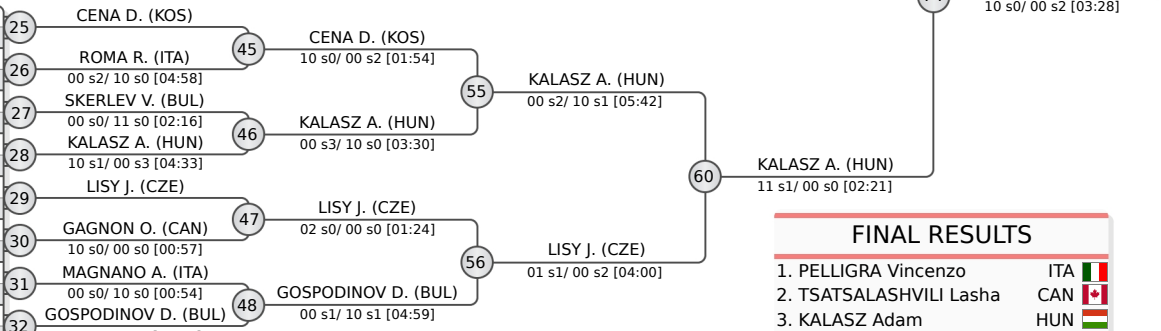 10 s0/ 00 s2 [03:28]
25
CENA D. (KOS)
45
CENA D. (KOS)
10 s0/ 00 s2 [01:54]
26
ROMA R. (ITA)
00 s2/ 10 s0 [04:58]
55
KALASZ A. (HUN)
00 s2/ 10 s1 [05:42]
27
SKERLEV V. (BUL)
00 s0/ 11 s0 [02:16]
46
KALASZ A. (HUN)
00 s3/ 10 s0 [03:30]
28
KALASZ A. (HUN)
10 s1/ 00 s3 [04:33]
60
KALASZ A. (HUN)
11 s1/ 00 s0 [02:21]
29
LISY J. (CZE)
47
LISY J. (CZE)
02 s0/ 00 s0 [01:24]
30
GAGNON O. (CAN)
10 s0/ 00 s0 [00:57]
56
LISY J. (CZE)
01 s1/ 00 s2 [04:00]
31
MAGNANO A. (ITA)
00 s0/ 10 s0 [00:54]
48
GOSPODINOV D. (BUL)
00 s1/ 10 s1 [04:59]
32
GOSPODINOV D. (BUL)
FINAL RESULTS
1. PELLIGRA Vincenzo ITA
2. TSATSALASHVILI Lasha CAN
3. KALASZ Adam HUN